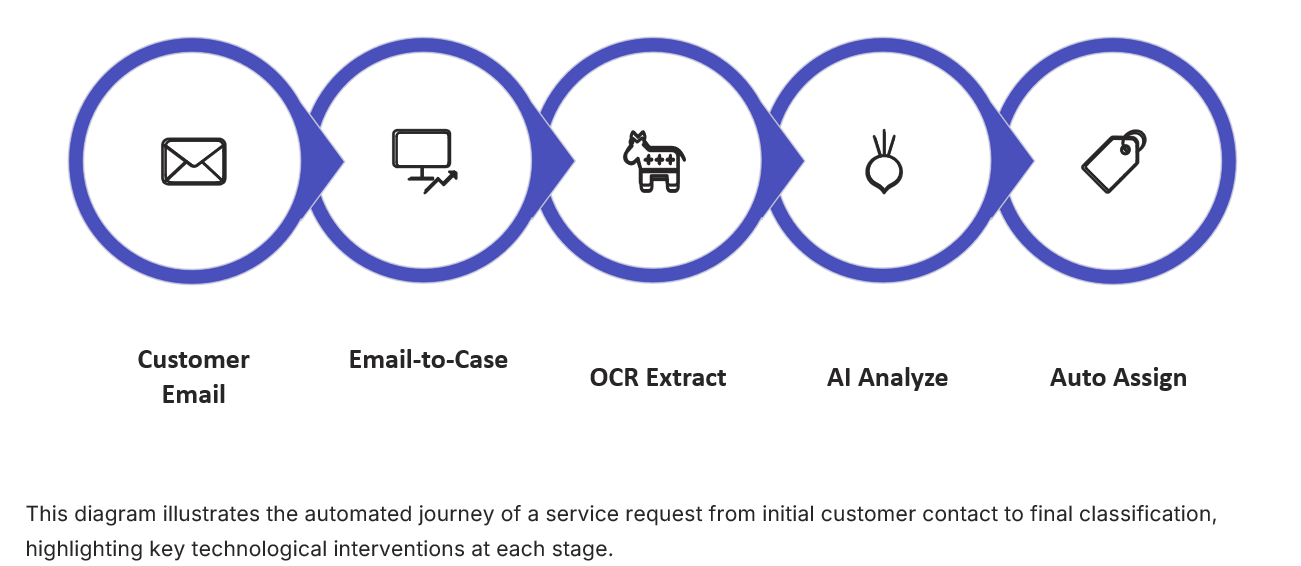 Customer
Email
Email-to-Case
OCR Extract
AI Analyze
Auto Assign
This diagram illustrates the automated journey of a service request from initial customer contact to final classification,
highlighting key technological interventions at each stage.